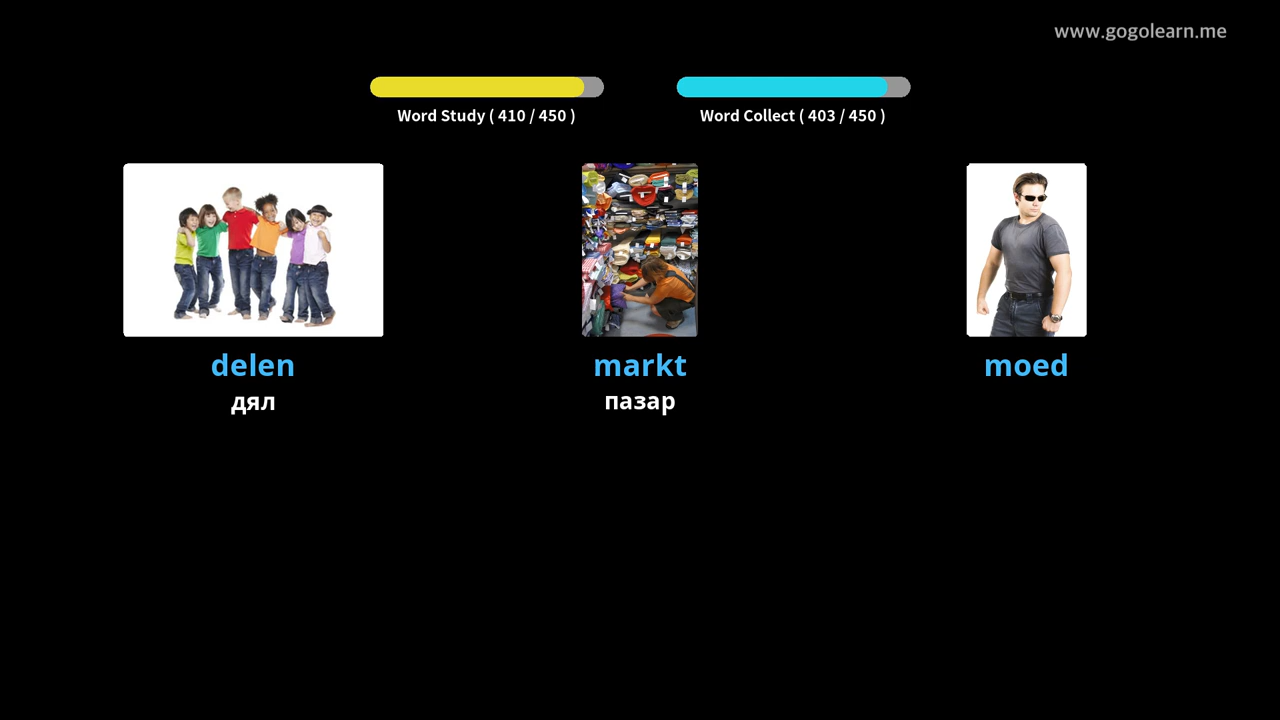 www.gogolearn.me
Word Study ( 410 / 450 )
Word Collect ( 403 / 450 )
delen
markt
moed
дял
пазар